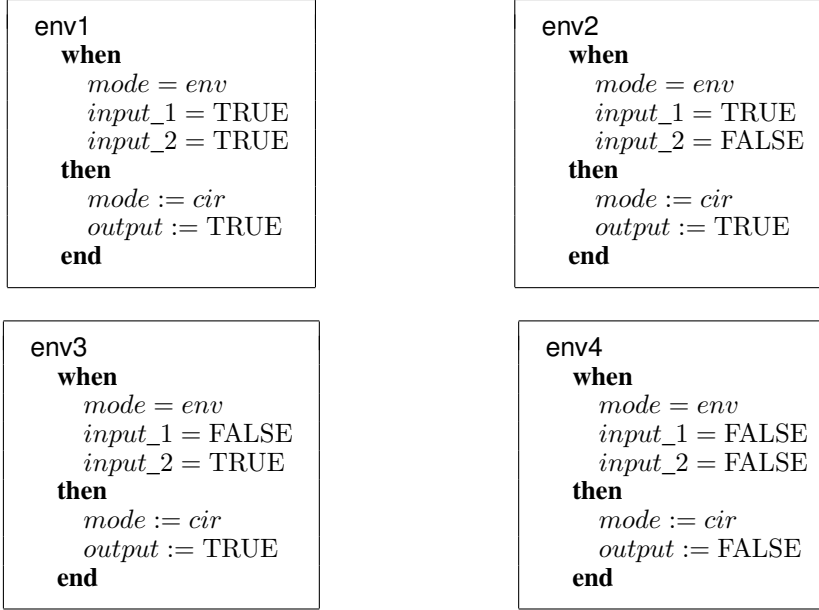 env1
when
mode = env
input_1 = TRUE
input_2 = TRUE
then
mode := cir
output := TRUE
end
env2
when
mode = env
input_1 = TRUE
input_2 = FALSE
then
mode := cir
output := TRUE
end
env3
when
mode = env
input_1 = FALSE
input_2 = TRUE
then
mode := cir
output := TRUE
end
env4
when
mode = env
input_1 = FALSE
input_2 = FALSE
then
mode := cir
output := FALSE
end